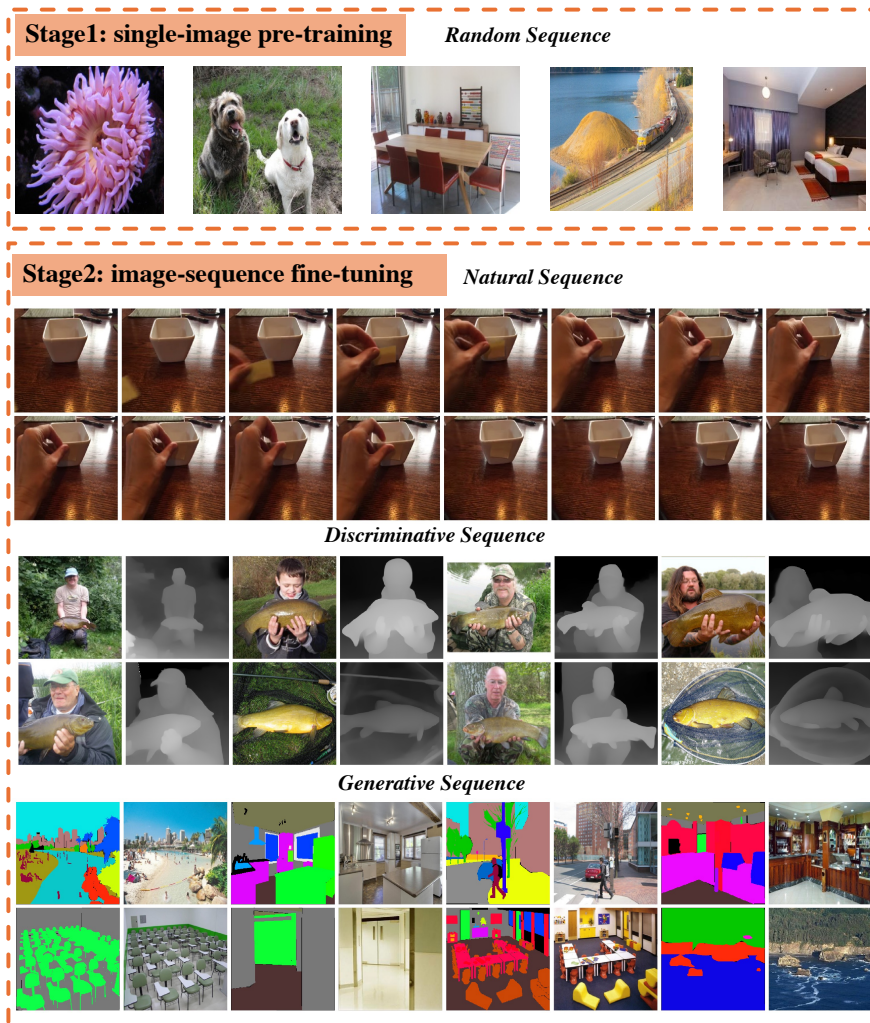 Stage1: single-image pre-training
Random Sequence
Stage2: image-sequence fine-tuning
Natural Sequence
Discriminative Sequence
Generative Sequence